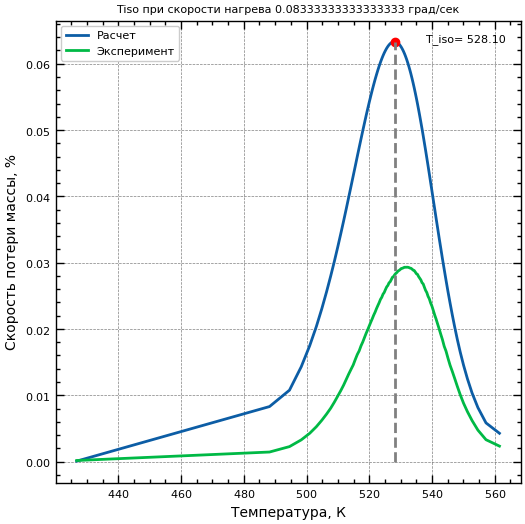 Tiso при скорости нагрева 0.08333333333333333 град/сек
Расчет
Эксперимент
T_iso= 528.10
Скорость потери массы, %
0.06
0.05
0.04
0.03
0.02
0.01
0.00
440
460
480
500
520
540
560
Температура, К